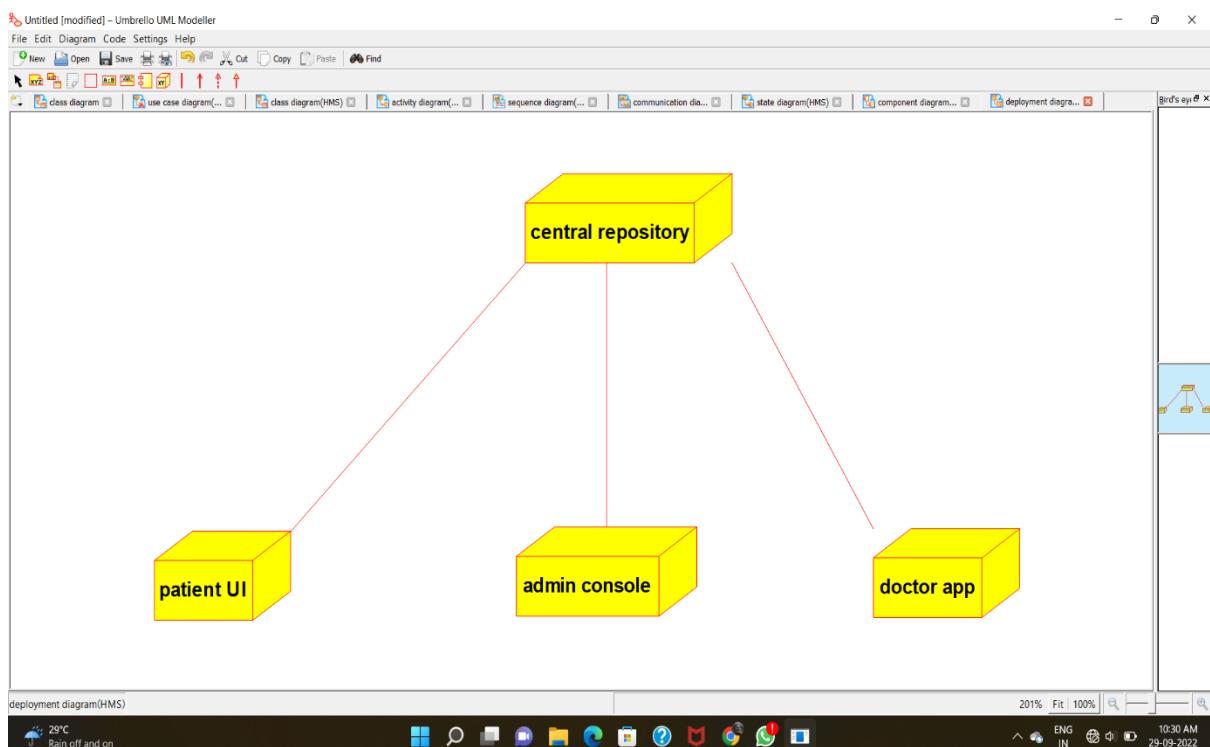 Untitled [modified] – Umbrello UML Modeller
File Edit Diagram Code Settings Help
New Open Save Cut Copy Paste Find
class diagram use case diagram(... class diagram(HMS) activity diagram(... sequence diagram(... communication dia... state diagram(HMS) component diagram... deployment diagra... Bird's eye
central repository
patient UI
admin console
doctor app
deployment diagram(HMS) 201% Fit 100%
29°C
Rain off and on
ENG
IN
10:30 AM
29-09-2022